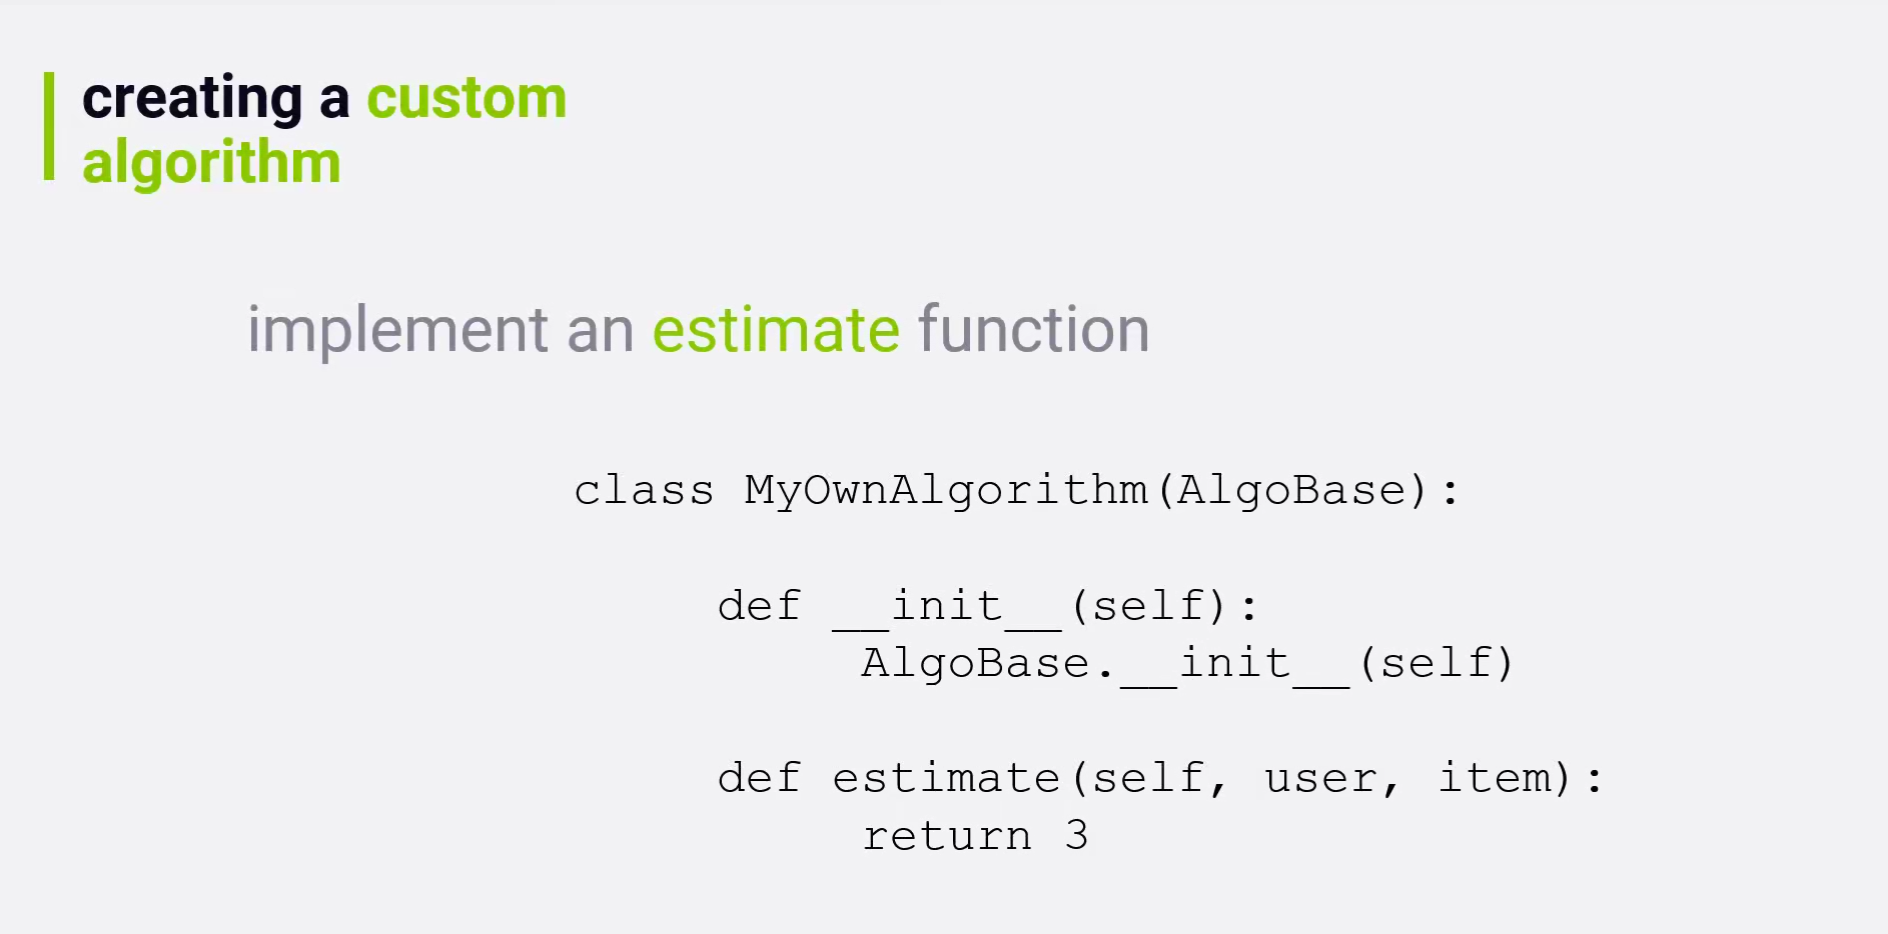 creating a custom
algorithm
implement an estimate function
class MyOwnAlgorithm(AlgoBase):
def __init__(self):
AlgoBase.__init__(self)
def estimate(self, user, item):
return 3